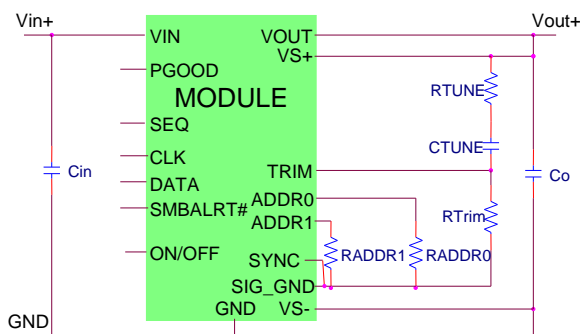 Vin+
Vout+
VIN
VOUT
VS+
PGOOD
RTUNE
MODULE
SEQ
CTUNE
CLK
TRIM
Cin
Co
DATA
ADDR0
SMBALRT#
ADDR1
RTrim
ON/OFF
SYNC
RADDR1
RADDR0
SIG_GND
GND
GND
VS-